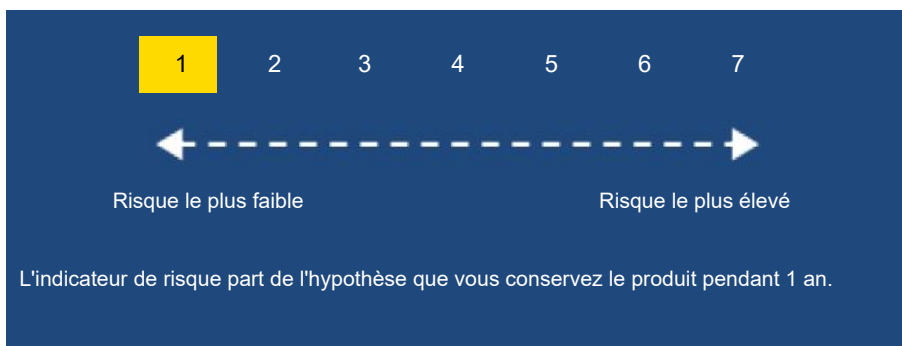 1 2 3 4 5 6 7
Risque le plus faible Risque le plus élevé
L'indicateur de risque part de l'hypothèse que vous conservez le produit pendant 1 an.